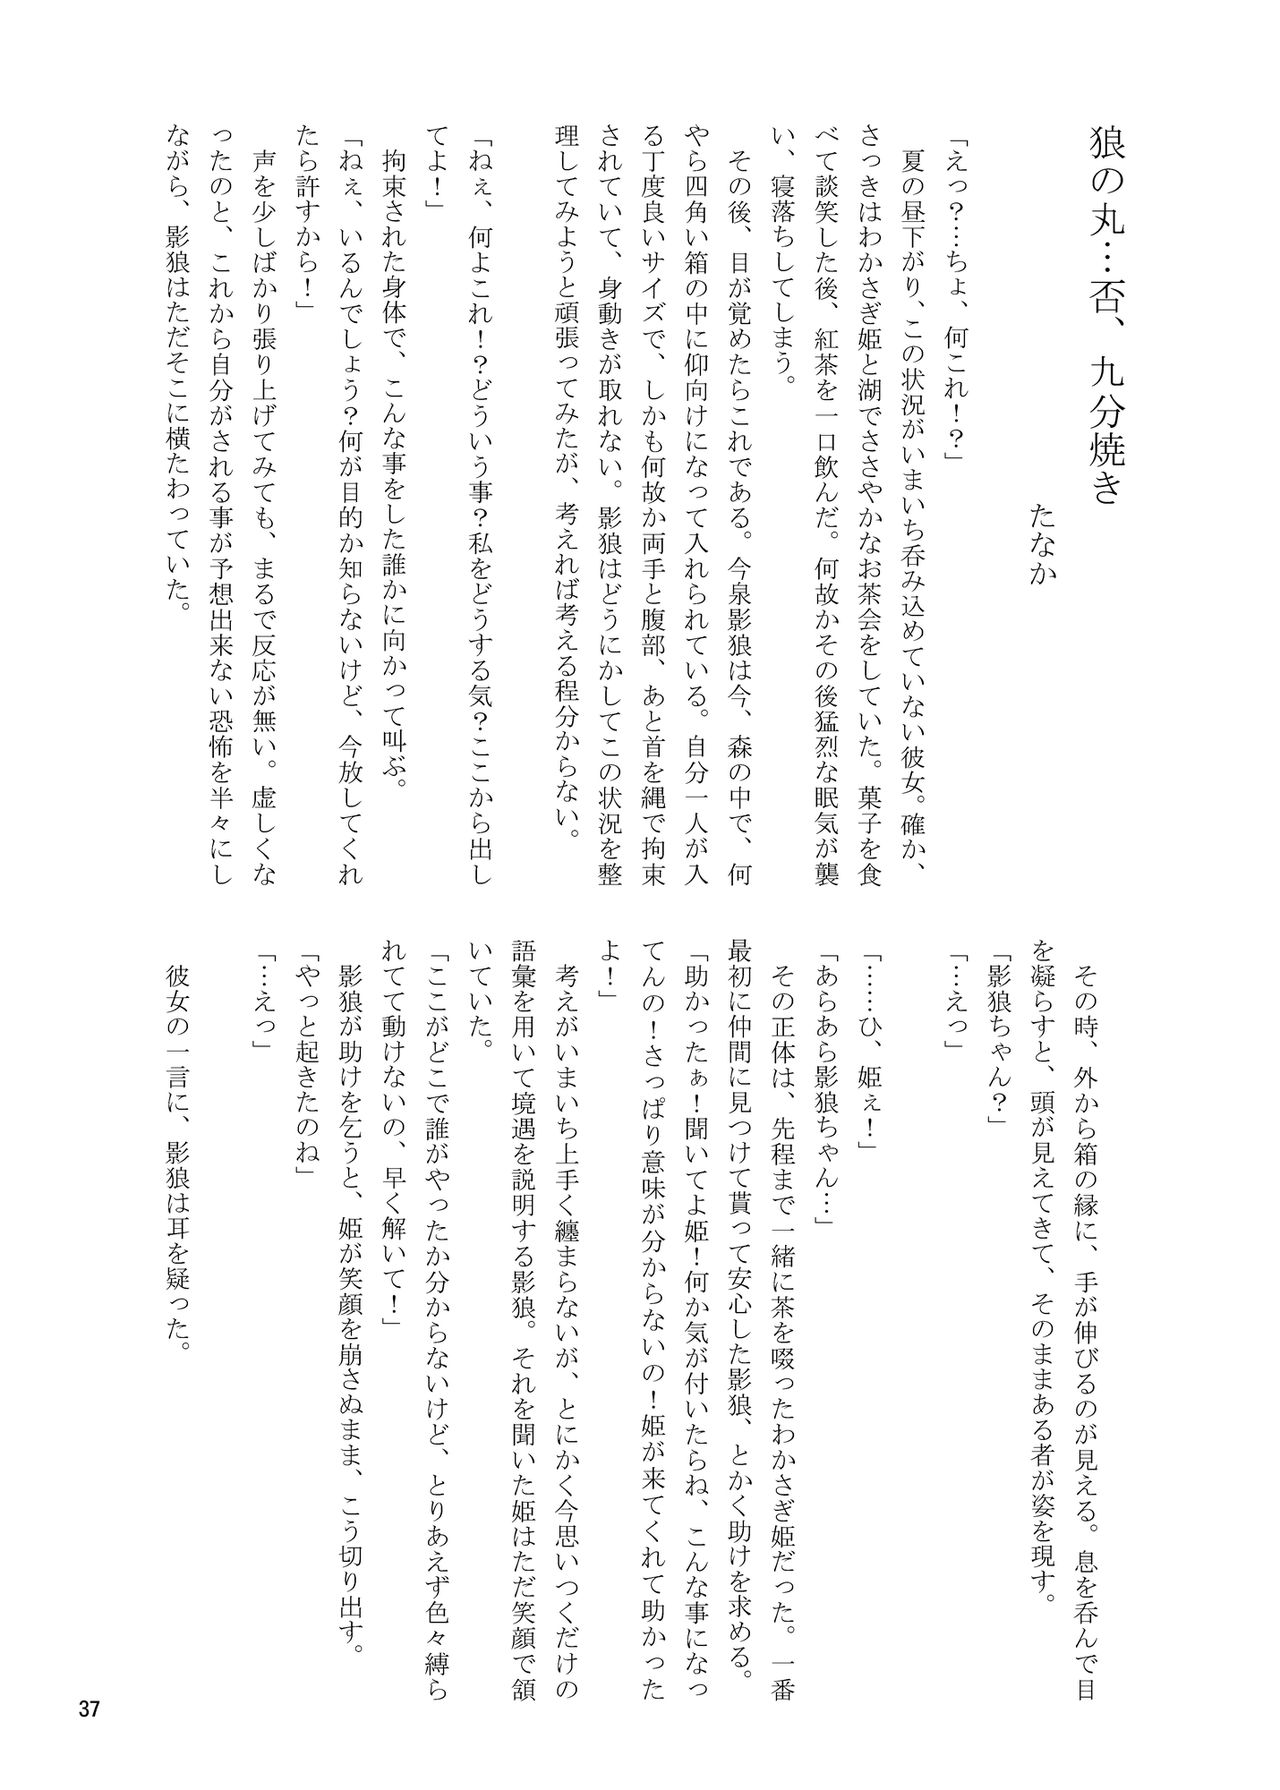 狼の丸…否、九分焼き
たなか
「えっ？…ちょ、何これ！？」
夏の昼下がり、この状況がいまいち呑み込めていない彼女。確か、
さっきはわかさぎ姫と湖でささやかなお茶会をしていた。菓子を食
べて談笑した後、紅茶を一口飲んだ。何故かその後猛烈な眠気が襲
い、寝落ちしてしまう。
その後、目が覚めたらこれである。今泉影狼は今、森の中で、何
やら四角い箱の中に仰向けになって入れられている。自分一人が入
る丁度良いサイズで、しかも何故か両手と腹部、あと首を縄で拘束
されていて、身動きが取れない。影狼はどうにかしてこの状況を整
理してみようと頑張ってみたが、考えれば考える程分からない。
「ねぇ、何よこれ！？どういう事？私をどうする気？ここから出し
てよ！」
拘束された身体で、こんな事をした誰かに向かって叫ぶ。
「ねぇ、いるんでしょう？何が目的か知らないけど、今放してくれ
たら許すから！」
声を少しばかり張り上げてみても、まるで反応が無い。虚しくな
ったのと、これから自分がされる事が予想出来ない恐怖を半々にし
ながら、影狼はただそこに横たわっていた。
その時、外から箱の縁に、手が伸びるのが見える。息を呑んで目
を凝らすと、頭が見えてきて、そのままある者が姿を現す。
「影狼ちゃん？」
「…えっ」
「……ひ、姫ぇ！」
「あらあら影狼ちゃん…」
その正体は、先程まで一緒に茶を啜ったわかさぎ姫だった。一番
最初に仲間に見つけて貰って安心した影狼、とかく助けを求める。
「助かったぁ！聞いてよ姫！何か気が付いたらね、こんな事になっ
てんの！さっぱり意味が分からないの！姫が来てくれて助かった
よ！」
考えがいまいち上手く纏まらないが、とにかく今思いつくだけの
語彙を用いて境遇を説明する影狼。それを聞いた姫はただ笑顔で頷
いていた。
「ここがどこで誰がやったか分からないけど、とりあえず色々縛ら
れてて動けないの、早く解いて！」
影狼が助けを乞うと、姫が笑顔を崩さぬまま、こう切り出す。
「やっと起きたのね」
「…えっ」
彼女の一言に、影狼は耳を疑った。
37